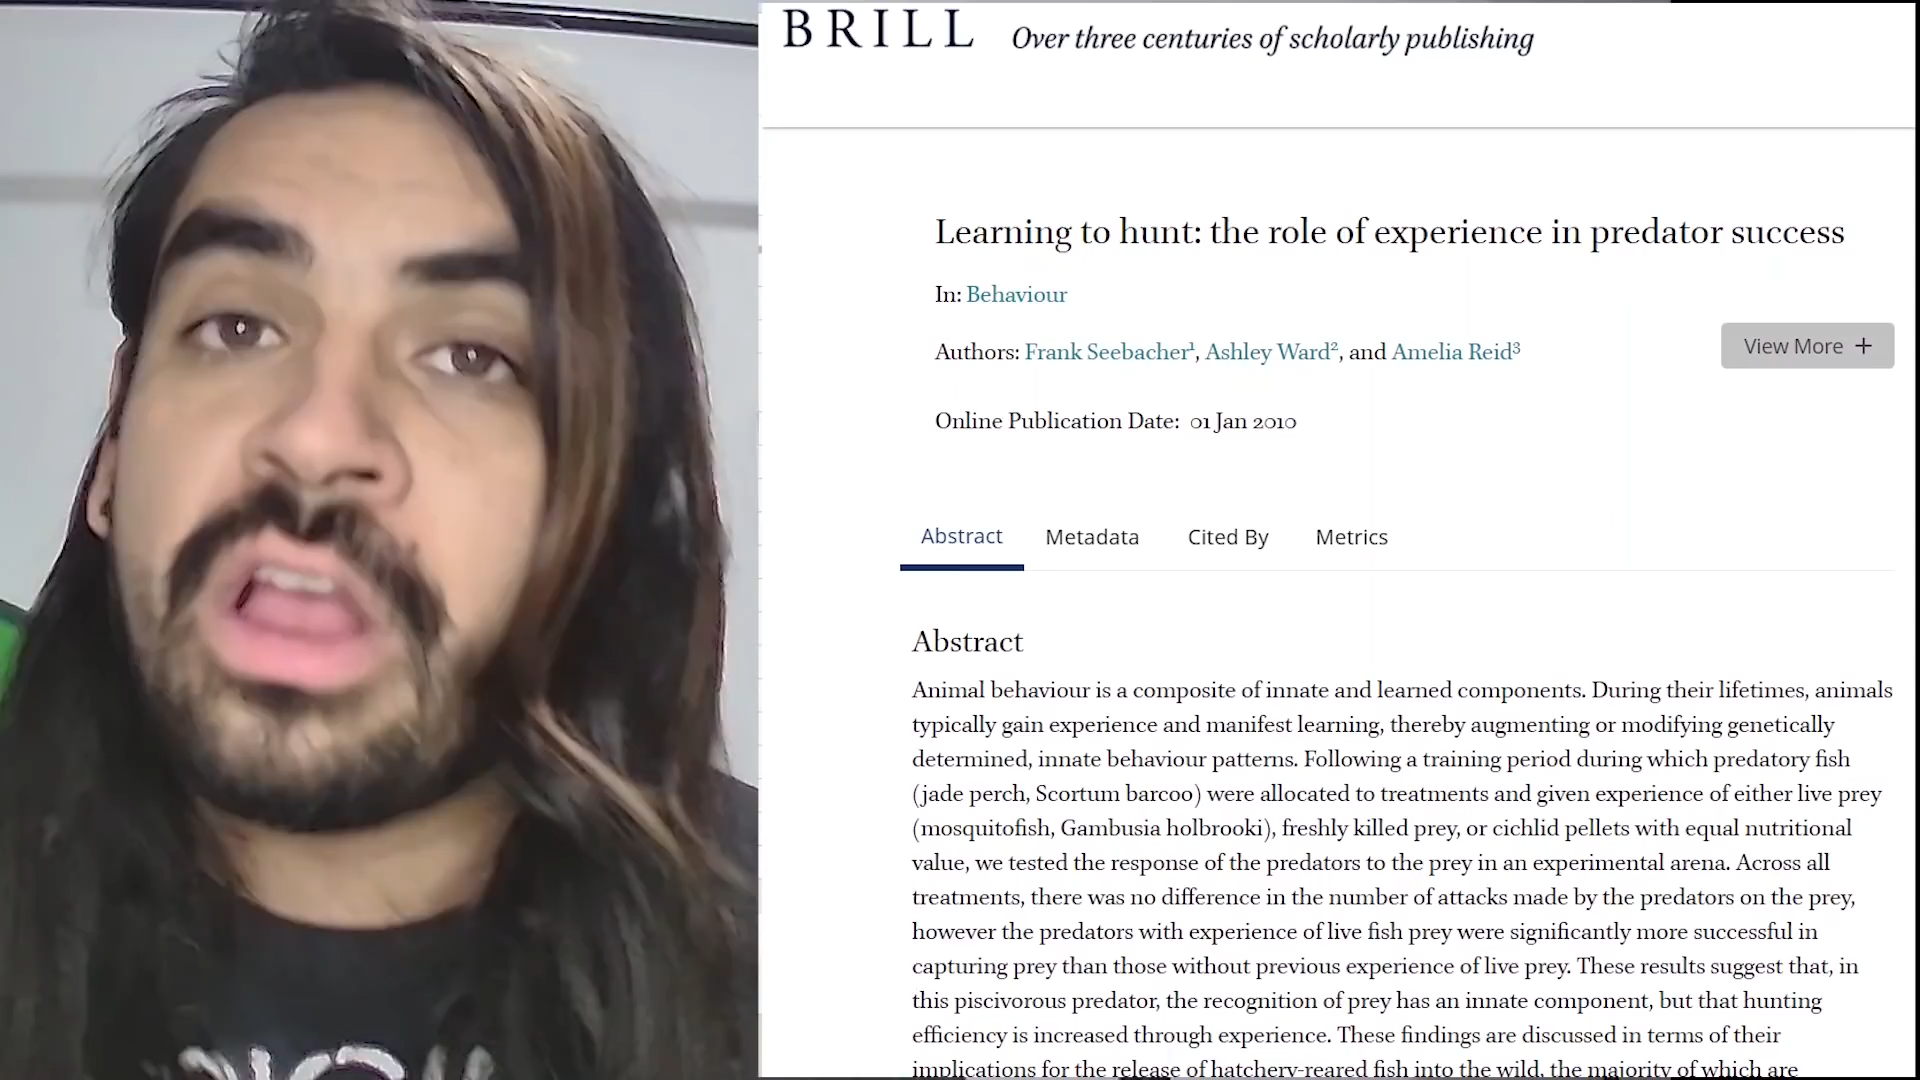 BRILL Over three centuries of scholarly publishing
Learning to hunt: the role of experience in predator success
In: Behaviour
Authors: Frank Seebacher¹, Ashley Ward², and Amelia Reid³
View More +
Online Publication Date: 01 Jan 2010
Abstract Metadata Cited By Metrics
Abstract
Animal behaviour is a composite of innate and learned components. During their lifetimes, animals
typically gain experience and manifest learning, thereby augmenting or modifying genetically
determined, innate behaviour patterns. Following a training period during which predatory fish
(jade perch, Scortum barcoo) were allocated to treatments and given experience of either live prey
(mosquitofish, Gambusia holbrooki), freshly killed prey, or cichlid pellets with equal nutritional
value, we tested the response of the predators to the prey in an experimental arena. Across all
treatments, there was no difference in the number of attacks made by the predators on the prey,
however the predators with experience of live fish prey were significantly more successful in
capturing prey than those without previous experience of live prey. These results suggest that, in
this piscivorous predator, the recognition of prey has an innate component, but that hunting
efficiency is increased through experience. These findings are discussed in terms of their
implications for the release of hatchery-reared fish into the wild, the majority of which are